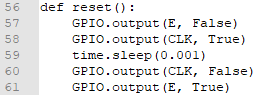 56 def reset():
57     GPIO.output(E, False)
58     GPIO.output(CLK, True)
59     time.sleep(0.001)
60     GPIO.output(CLK, False)
61     GPIO.output(E, True)